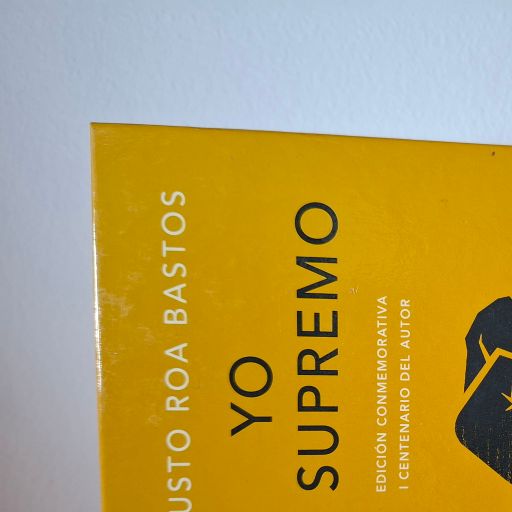 USTO ROA BASTOS
YO
SUPREMO
EDICIÓN CONMEMORATIVA
I CENTENARIO DEL AUTOR